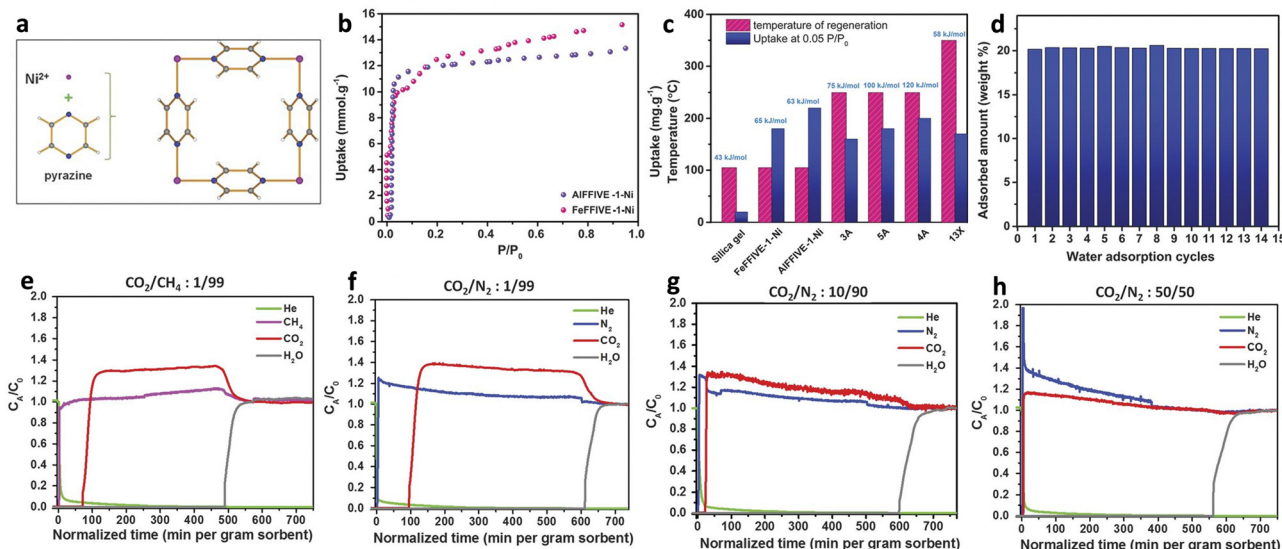 a
Ni²⁺
+
pyrazine
b
Uptake (mmol.g⁻¹)
16
14
12
10
8
6
4
2
0
0.0 0.2 0.4 0.6 0.8 1.0
P/P₀
AlFFIVE-1-Ni
FeFFIVE-1-Ni
c
temperature of regeneration
Uptake at 0.05 P/P₀
Uptake (mg.g⁻¹)
Temperature (°C)
400
300
200
100
0
43 kJ/mol
65 kJ/mol
63 kJ/mol
75 kJ/mol
100 kJ/mol
120 kJ/mol
58 kJ/mol
Silica gel
FeFFIVE-1-Ni
AlFFIVE-1-Ni
3A
5A
4A
13X
d
Adsorbed amount (weight %)
25
20
15
10
5
0
0 1 2 3 4 5 6 7 8 9 10 11 12 13 14 15
Water adsorption cycles
e
CO₂/CH₄ : 1/99
He
CH₄
CO₂
H₂O
C_A/C₀
2.0
1.8
1.6
1.4
1.2
1.0
0.8
0.6
0.4
0.2
0.0
0 100 200 300 400 500 600 700
Normalized time (min per gram sorbent)
f
CO₂/N₂ : 1/99
He
N₂
CO₂
H₂O
C_A/C₀
2.0
1.8
1.6
1.4
1.2
1.0
0.8
0.6
0.4
0.2
0.0
0 100 200 300 400 500 600 700
Normalized time (min per gram sorbent)
g
CO₂/N₂ : 10/90
He
N₂
CO₂
H₂O
C_A/C₀
2.0
1.8
1.6
1.4
1.2
1.0
0.8
0.6
0.4
0.2
0.0
0 100 200 300 400 500 600 700
Normalized time (min per gram sorbent)
h
CO₂/N₂ : 50/50
He
N₂
CO₂
H₂O
C_A/C₀
2.0
1.8
1.6
1.4
1.2
1.0
0.8
0.6
0.4
0.2
0.0
0 100 200 300 400 500 600 700
Normalized time (min per gram sorbent)